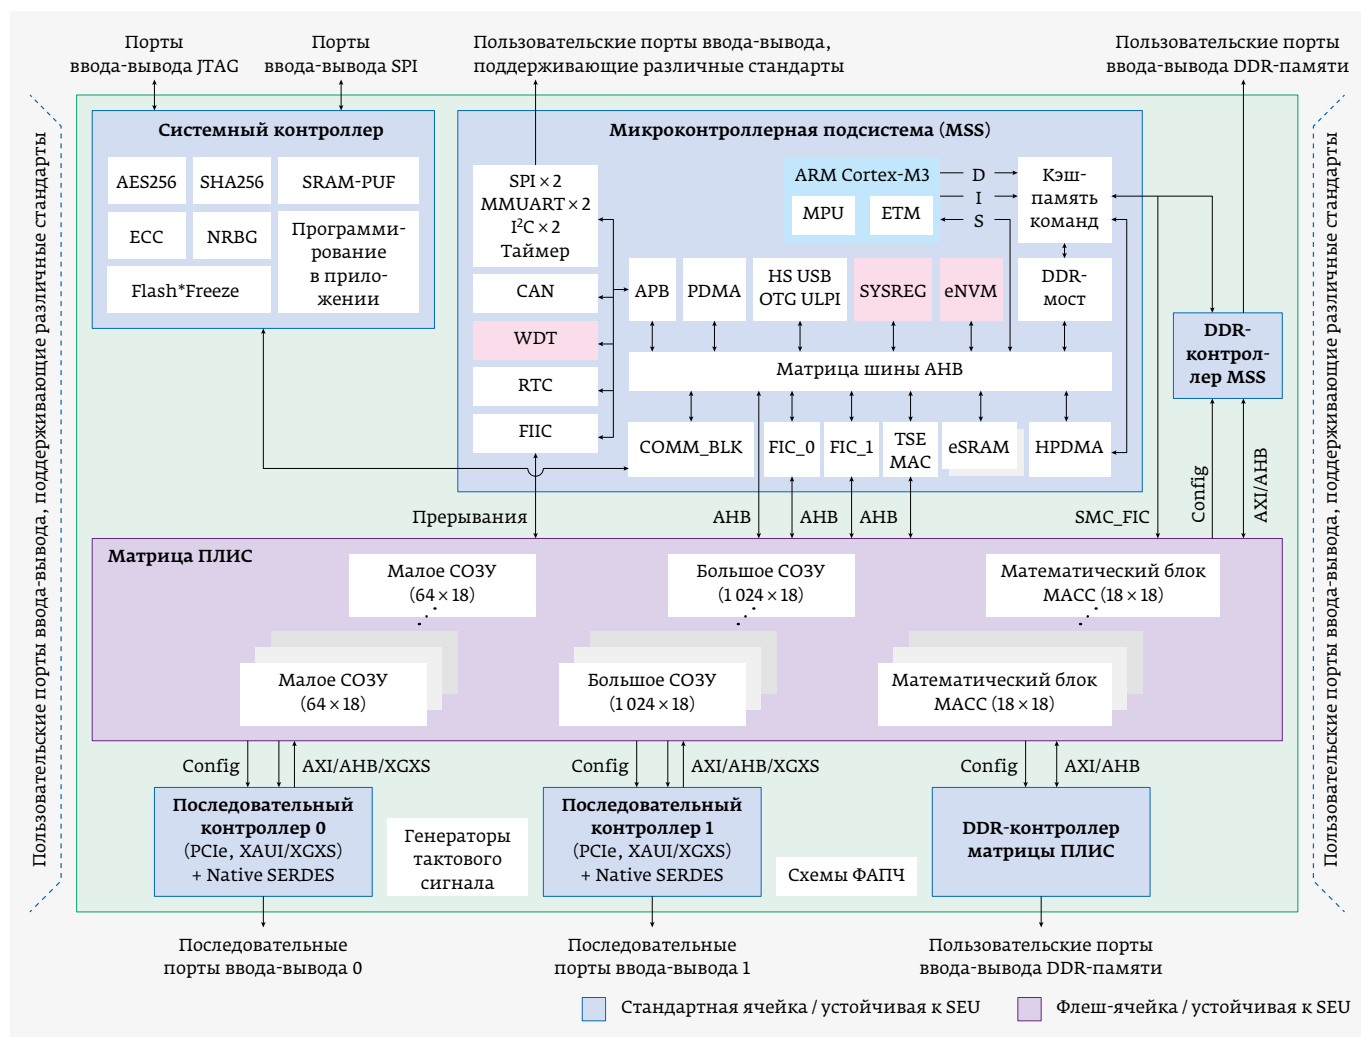 Порты
ввода-вывода JTAG
Порты
ввода-вывода SPI
Пользовательские порты ввода-вывода,
поддерживающие различные стандарты
Пользовательские порты
ввода-вывода DDR-памяти
Пользовательские порты ввода-вывода, поддерживающие различные стандарты
Системный контроллер
AES256
SHA256
SRAM-PUF
ECC
NRBG
Программи-
рование
в прило-
жении
Flash*Freeze
Микроконтроллерная подсистема (MSS)
SPI × 2
MMUART × 2
I²C × 2
Таймер
CAN
WDT
RTC
FIIC
ARM Cortex-M3
MPU
ETM
D
I
S
Кэш-
память
команд
APB
PDMA
HS USB
OTG ULPI
SYSREG
eNVM
DDR-
мост
Матрица шины AHB
COMM_BLK
FIC_0
FIC_1
TSE
MAC
eSRAM
HPDMA
DDR-
контрол-
лер MSS
Пользовательские порты ввода-вывода, поддерживающие различные стандарты
Прерывания
AHB
AHB
AHB
SMC_FIC
Config
AXI/AHB
Матрица ПЛИС
Малое СОЗУ
(64 × 18)
Большое СОЗУ
(1 024 × 18)
Математический блок
MACC (18 × 18)
Малое СОЗУ
(64 × 18)
Большое СОЗУ
(1 024 × 18)
Математический блок
MACC (18 × 18)
Config
AXI/AHB/XGXS
Config
AXI/AHB/XGXS
Config
AXI/AHB
Последовательный
контроллер 0
(PCIe, XAUI/XGXS)
+ Native SERDES
Генераторы
тактового
сигнала
Последовательный
контроллер 1
(PCIe, XAUI/XGXS)
+ Native SERDES
Схемы ФАПЧ
DDR-контроллер
матрицы ПЛИС
Последовательные
порты ввода-вывода 0
Последовательные
порты ввода-вывода 1
Пользовательские порты
ввода-вывода DDR-памяти
Стандартная ячейка / устойчивая к SEU
Флеш-ячейка / устойчивая к SEU